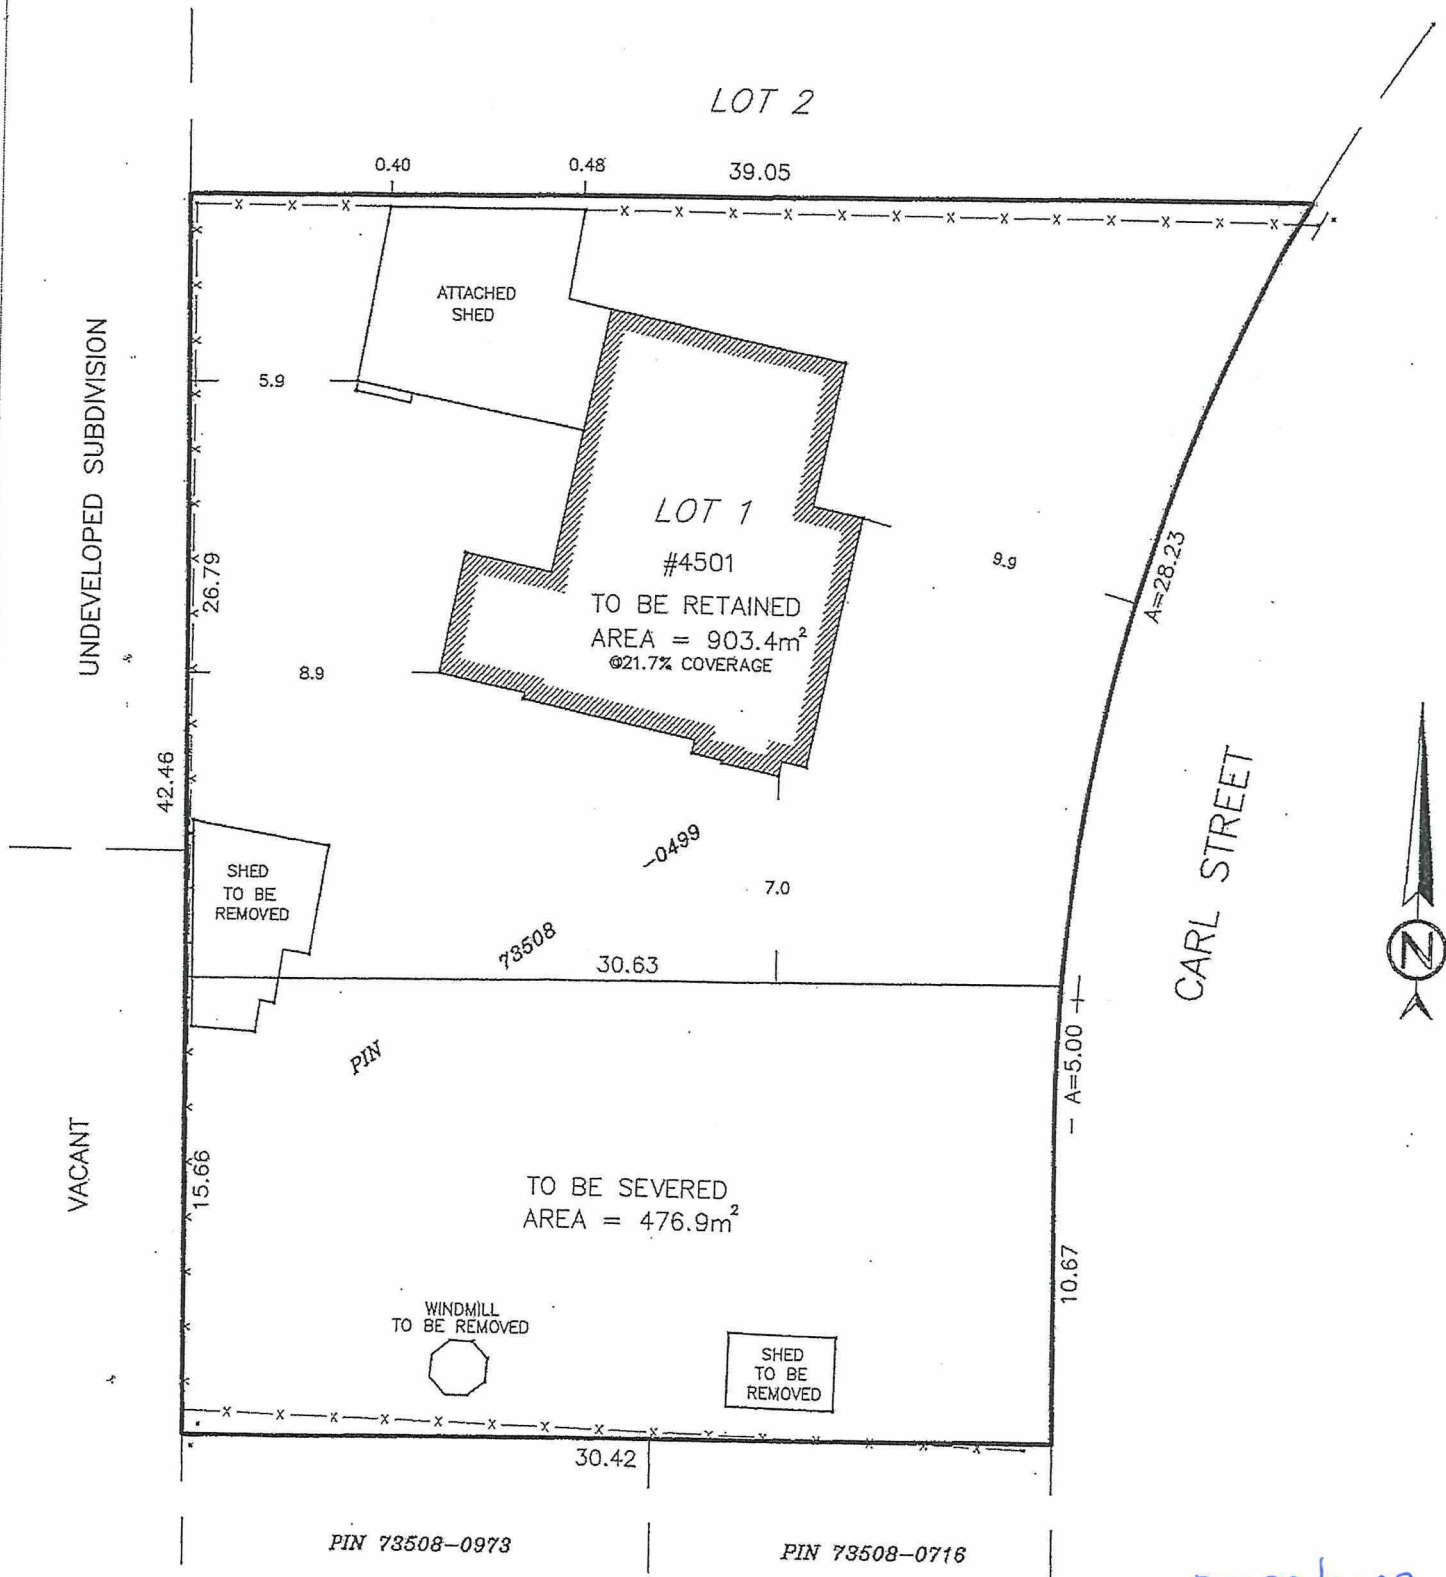 LOT 2
0.40
0.48
39.05
ATTACHED
SHED
5.9
UNDEVELOPED SUBDIVISION
26.79
LOT 1
#4501
TO BE RETAINED
AREA = 903.4m²
@21.7% COVERAGE
9.9
A=28.23
8.9
42.46
CARL STREET
SHED
TO BE
REMOVED
PIN 73508-0499
7.0
30.63
N
A=5.00
VACANT
15.66
TO BE SEVERED
AREA = 476.9m²
10.67
WINDMILL
TO BE REMOVED
SHED
TO BE
REMOVED
30.42
PIN 73508-0973
PIN 73508-0716